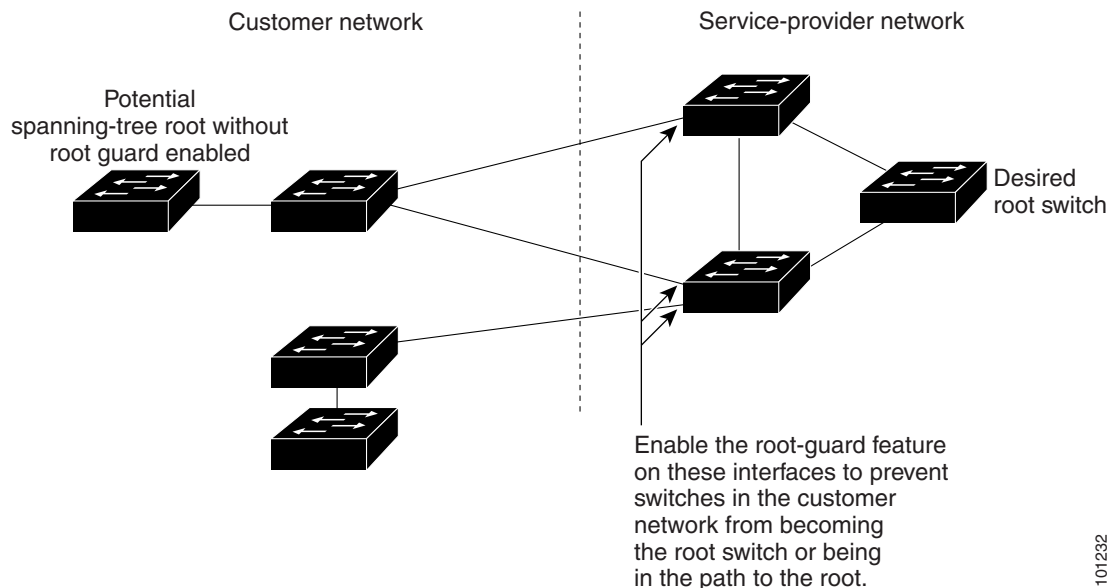 Customer network
Service-provider network
Potential
spanning-tree root without
root guard enabled
Desired
root switch
Enable the root-guard feature
on these interfaces to prevent
switches in the customer
network from becoming
the root switch or being
in the path to the root.
101232